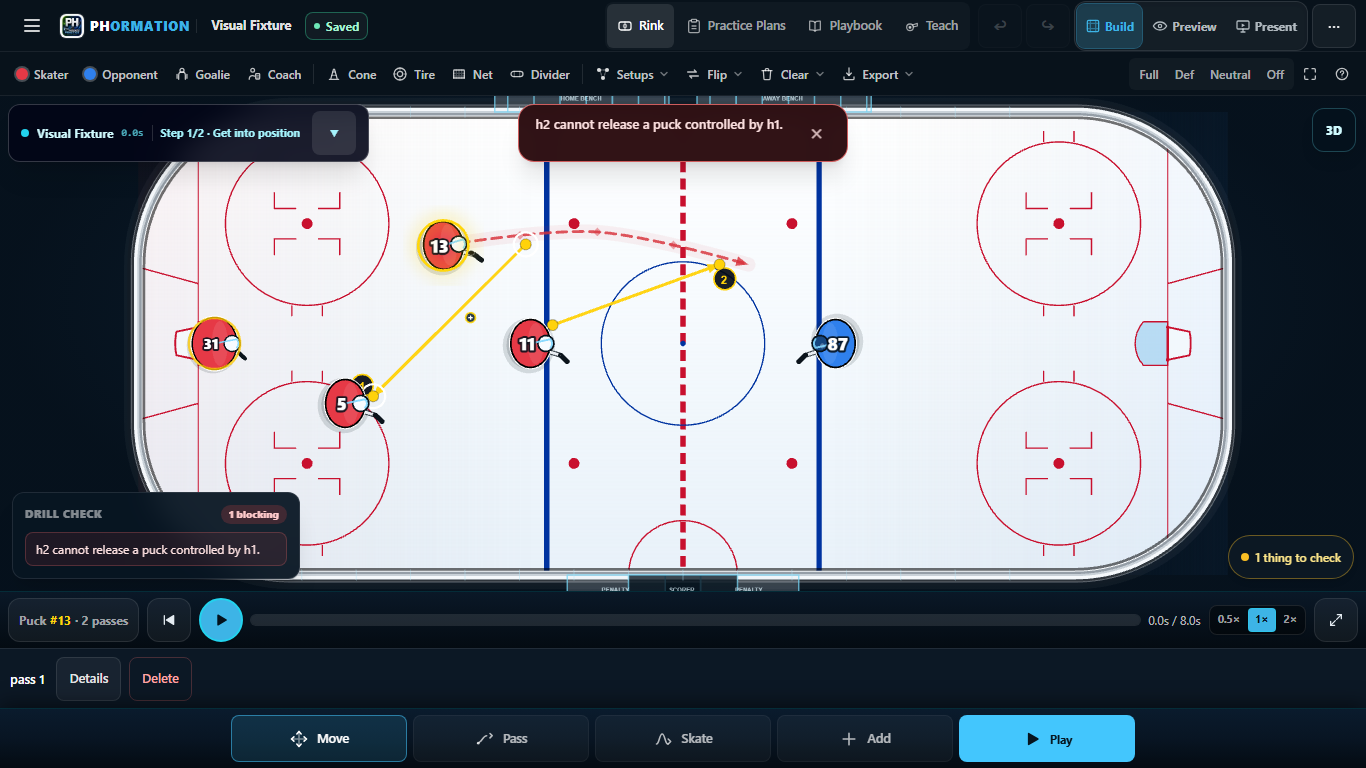 PH PHORMATION
Visual Fixture
Saved
Rink
Practice Plans
Playbook
Teach
Build
Preview
Present
Skater
Opponent
Goalie
Coach
Cone
Tire
Net
Divider
Setups
Flip
Clear
Export
Full
Def
Neutral
Off
HOME BENCH
AWAY BENCH
Visual Fixture 0.0s Step 1/2 · Get into position
h2 cannot release a puck controlled by h1.
3D
13
2
31
11
87
5
DRILL CHECK
1 blocking
h2 cannot release a puck controlled by h1.
1 thing to check
PENALTY
SCORER
PENALTY
Puck #13 · 2 passes
0.0s / 8.0s
0.5×
1×
2×
pass 1
Details
Delete
Move
Pass
Skate
Add
Play